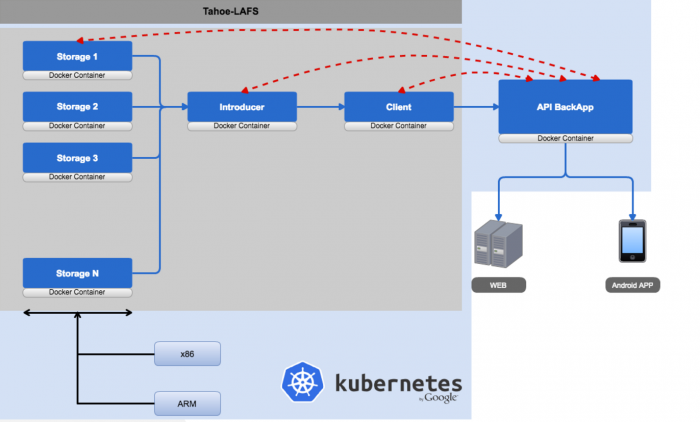 Tahoe-LAFS
Storage 1
Docker Container
Storage 2
Docker Container
Storage 3
Docker Container
Storage N
Docker Container
Introducer
Docker Container
Client
Docker Container
API BackApp
Docker Container
WEB
Android APP
x86
ARM
kubernetes
by Google